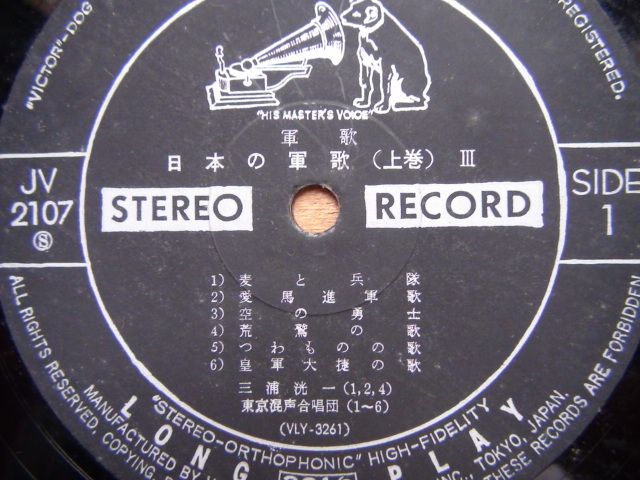 "VICTOR"-DOG
REGISTERED.
"HIS MASTER'S VOICE"
軍歌
日本の軍歌(上巻) III
JV
2107
Ⓢ
STEREO
RECORD
SIDE
1
1) 麦と兵隊
2) 愛馬進軍歌
3) 空の勇士
4) 荒鷲の歌
5) つわものの歌
6) 皇軍大捷の歌
三浦洸一(1,2,4)
東京混声合唱団(1~6)
(VLY-3261)
"STEREO-ORTHOPHONIC" HIGH-FIDELITY
LONG PLAY
ALL RIGHTS RESERVED,
MANUFACTURED BY
COPYING,
INC., TOKYO, JAPAN.
THESE RECORDS ARE FORBIDDEN